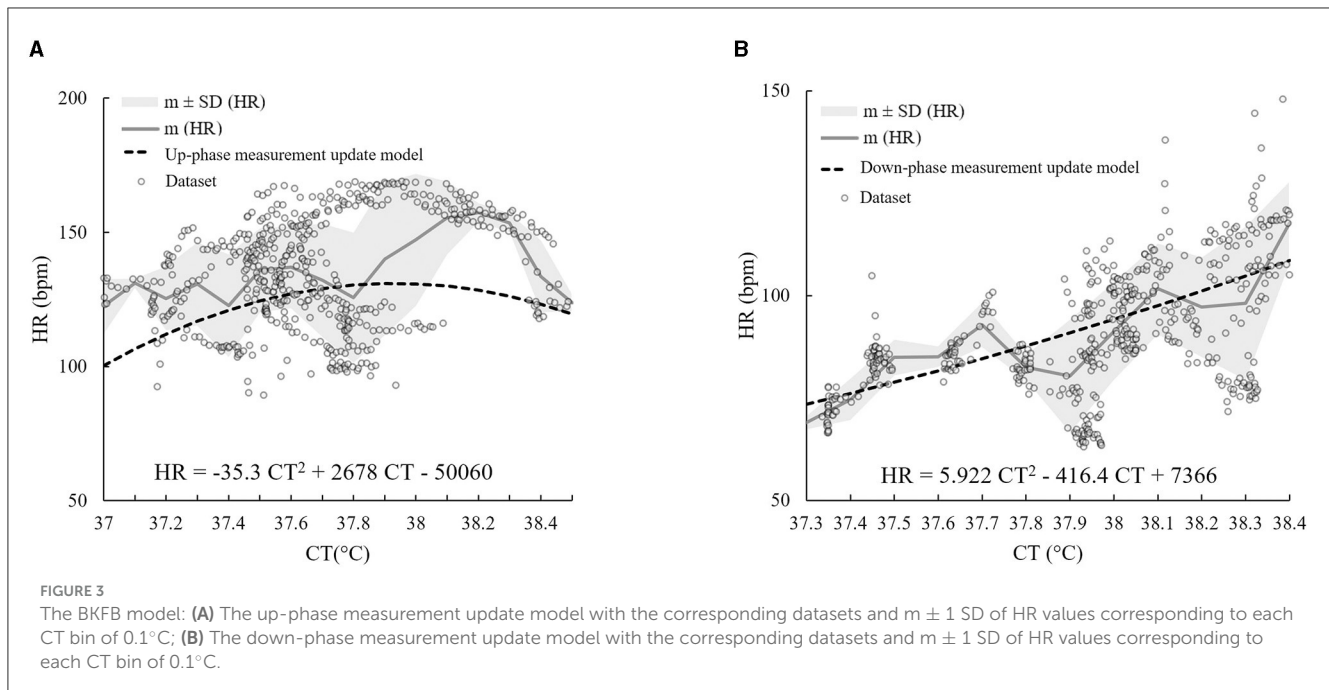 A
200
m ± SD (HR)
m (HR)
Up-phase measurement update model
Dataset
150
HR (bpm)
100
HR = -35.3 CT² + 2678 CT - 50060
50
37 37.2 37.4 37.6 37.8 38 38.2 38.4
CT(°C)
B
150
m ± SD (HR)
m (HR)
Down-phase measurement update model
Dataset
HR (bpm)
100
HR = 5.922 CT² - 416.4 CT + 7366
50
37.3 37.4 37.5 37.6 37.7 37.8 37.9 38 38.1 38.2 38.3 38.4
CT (°C)
FIGURE 3
The BKFB model: (A) The up-phase measurement update model with the corresponding datasets and m ± 1 SD of HR values corresponding to each
CT bin of 0.1°C; (B) The down-phase measurement update model with the corresponding datasets and m ± 1 SD of HR values corresponding to
each CT bin of 0.1°C.